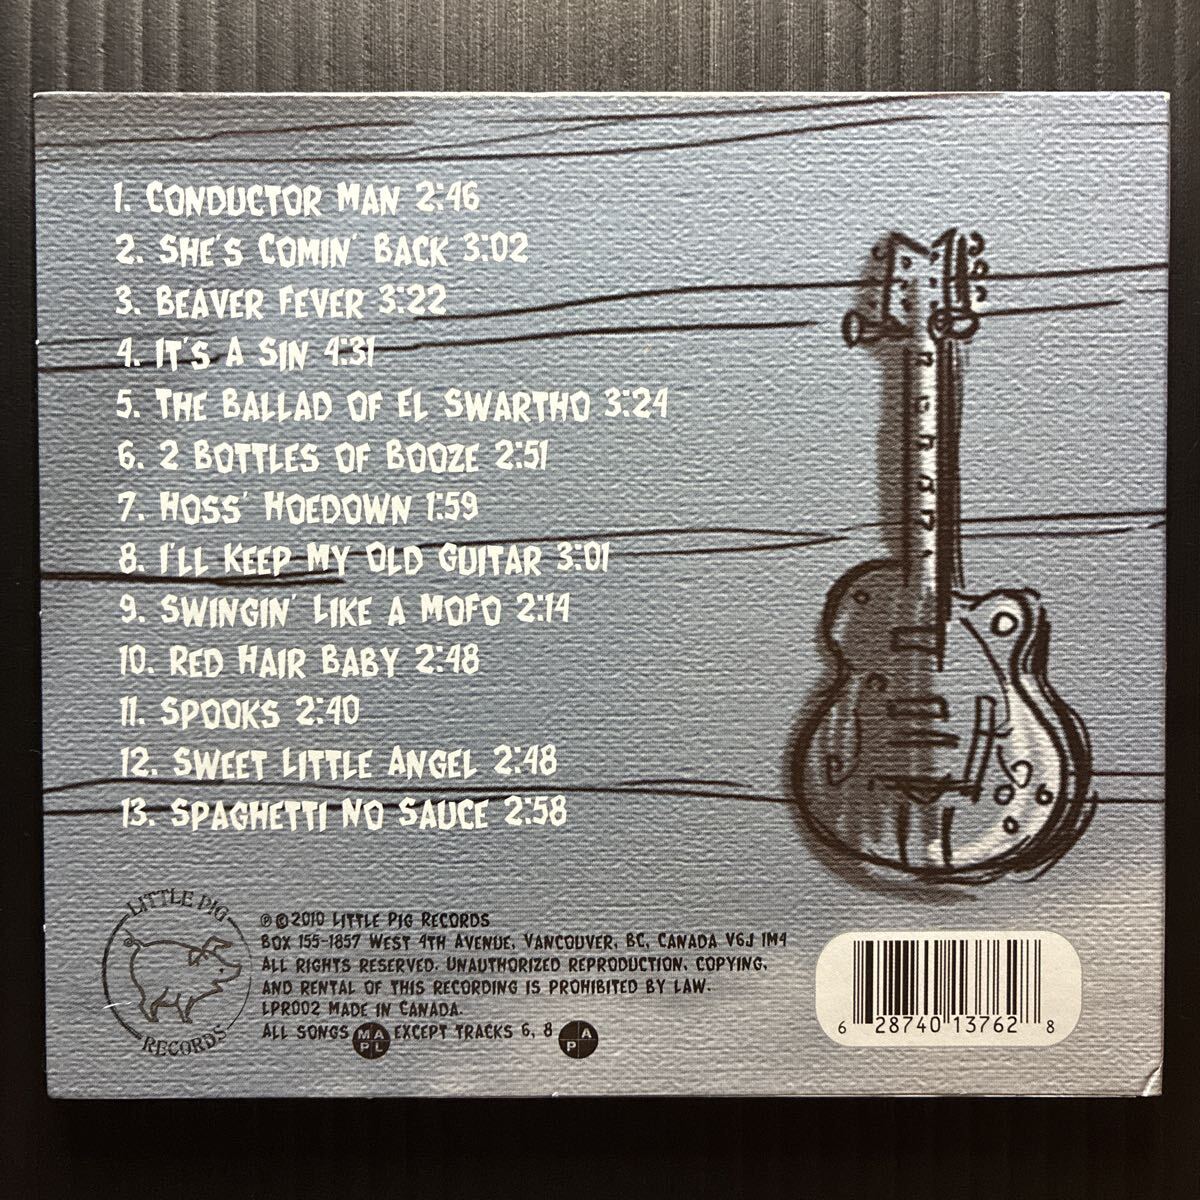 1. CONDUCTOR MAN 2:46
2. SHE'S COMIN' BACK 3:02
3. BEAVER FEVER 3:22
4. IT'S A SIN 4:31
5. THE BALLAD OF EL SWARTHO 3:24
6. 2 BOTTLES OF BOOZE 2:51
7. HOSS' HOEDOWN 1:59
8. I'LL KEEP MY OLD GUITAR 3:01
9. SWINGIN' LIKE A MOFO 2:14
10. RED HAIR BABY 2:48
11. SPOOKS 2:40
12. SWEET LITTLE ANGEL 2:48
13. SPAGHETTI NO SAUCE 2:58
LITTLE PIG
RECORDS
℗ © 2010 LITTLE PIG RECORDS
BOX 155-1857 WEST 4TH AVENUE, VANCOUVER, BC, CANADA V6J 1M4
ALL RIGHTS RESERVED. UNAUTHORIZED REPRODUCTION, COPYING,
AND RENTAL OF THIS RECORDING IS PROHIBITED BY LAW.
LPR002 MADE IN CANADA.
ALL SONGS MAPL EXCEPT TRACKS 6, 8 AP
6 28740 13762 8